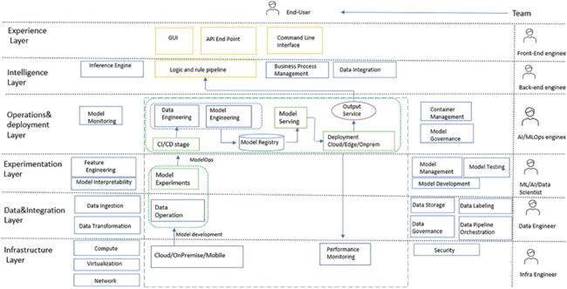 End-User
Team
Experience
Layer
GUI
API End Point
Command Line
Interface
Front-End engineer
Intelligence
Layer
Inference Engine
Logic and rule pipeline
Business Process
Management
Data Integration
Back-end engineer
Operations&
deployment
Layer
Model
Monitoring
Data
Engineering
Model
Engineering
Model
Serving
Output
Service
Container
Management
CI/CD stage
Model Registry
Deployment
Cloud/Edge/Onprem
Model
Governance
AI/MLOps engineer
ModelOps
Experimentation
Layer
Feature
Engineering
Model Interpretability
Model
Experiments
Model
Management
Model Testing
Model Development
ML/AI/Data
Scientist
Data&Integration
Layer
Data Ingestion
Data Transformation
Data
Operation
Data Storage
Data Labeling
Data
Governance
Data Pipeline
Orchestration
Data Engineer
Model development
Infrastructure
Layer
Compute
Virtualization
Network
Cloud/OnPremise/Mobile
Performance
Monitoring
Security
Infra Engineer